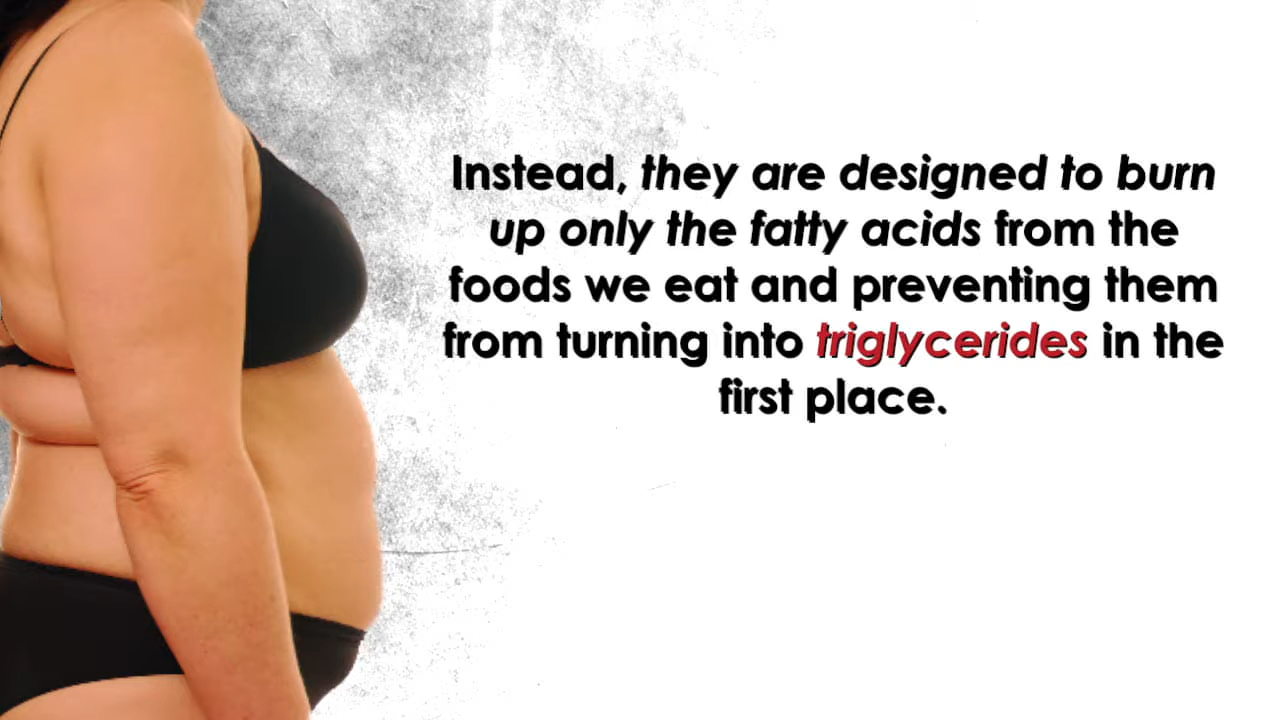 Instead, they are designed to burn
up only the fatty acids from the
foods we eat and preventing them
from turning into triglycerides in the
first place.